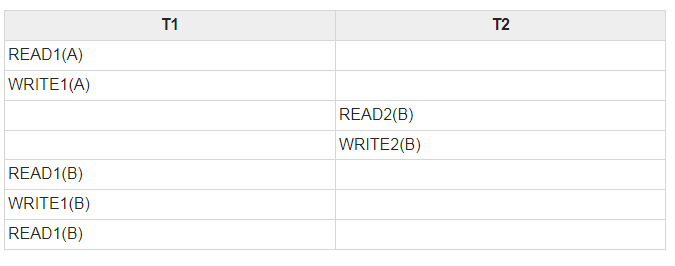 T1 T2
READ1(A)
WRITE1(A)
READ2(B)
WRITE2(B)
READ1(B)
WRITE1(B)
READ1(B)